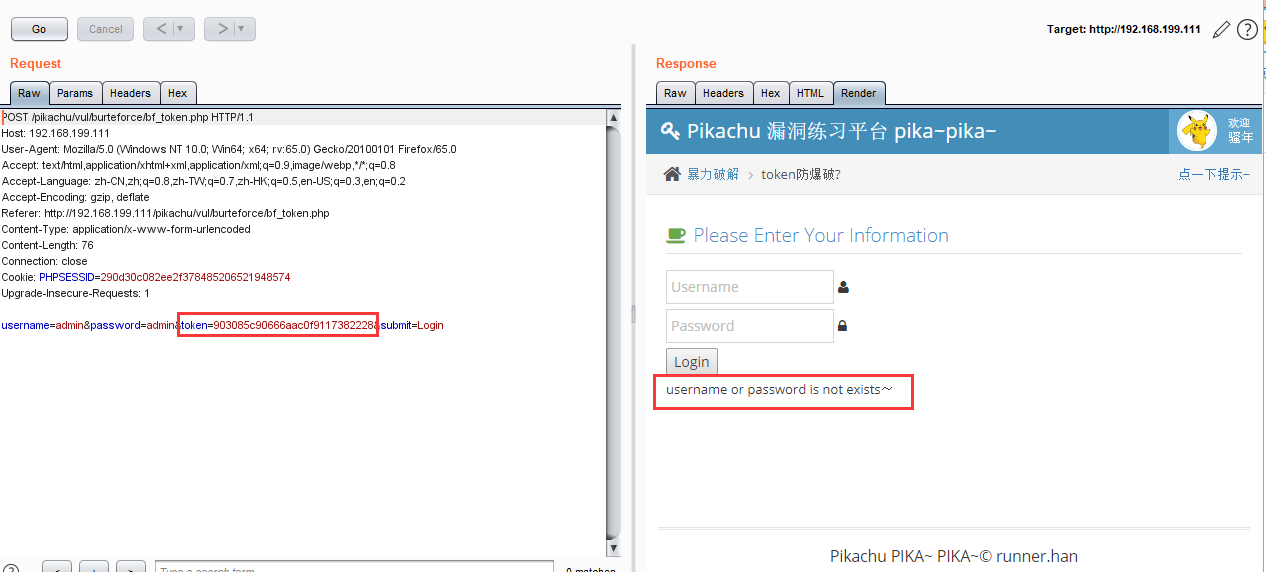 Go
Cancel
<
>
Target: http://192.168.199.111
?
Request
Raw Params Headers Hex
POST /pikachu/vul/burteforce/bf_token.php HTTP/1.1
Host: 192.168.199.111
User-Agent: Mozilla/5.0 (Windows NT 10.0; Win64; x64; rv:65.0) Gecko/20100101 Firefox/65.0
Accept: text/html,application/xhtml+xml,application/xml;q=0.9,image/webp,*/*;q=0.8
Accept-Language: zh-CN,zh;q=0.8,zh-TW;q=0.7,zh-HK;q=0.5,en-US;q=0.3,en;q=0.2
Accept-Encoding: gzip, deflate
Referer: http://192.168.199.111/pikachu/vul/burteforce/bf_token.php
Content-Type: application/x-www-form-urlencoded
Content-Length: 76
Connection: close
Cookie: PHPSESSID=290d30c082ee2f378485206521948574
Upgrade-Insecure-Requests: 1
username=admin&password=admin&token=903085c90666aac0f9117382228&submit=Login
Type a search term
0 matches
Response
Raw Headers Hex HTML Render
Pikachu 漏洞练习平台 pika~pika~
欢迎
骚年
暴力破解 > token防爆破?
点一下提示~
Please Enter Your Information
Username
Password
Login
username or password is not exists～
Pikachu PIKA~ PIKA~© runner.han